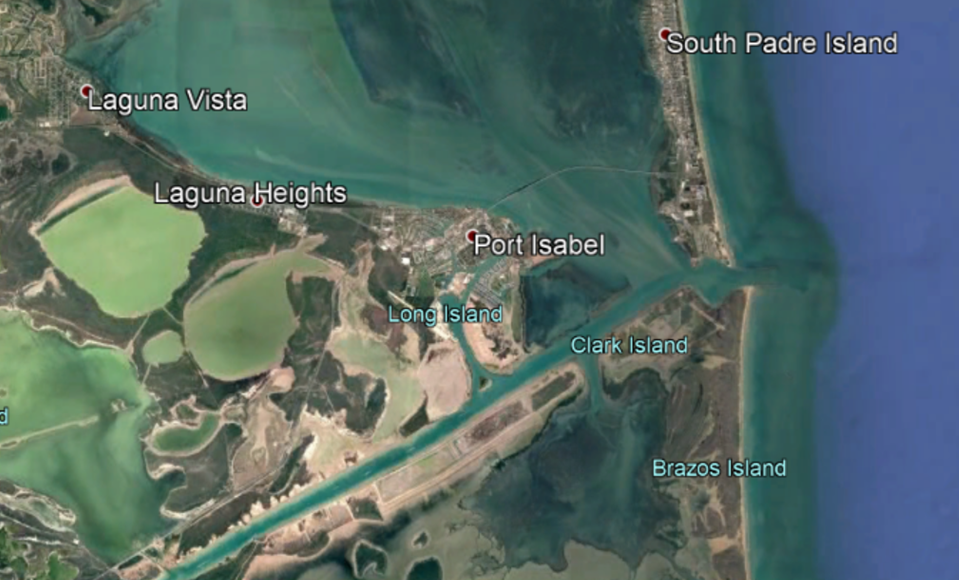 South Padre Island
Laguna Vista
Laguna Heights
Port Isabel
Long Island
Clark Island
d
Brazos Island